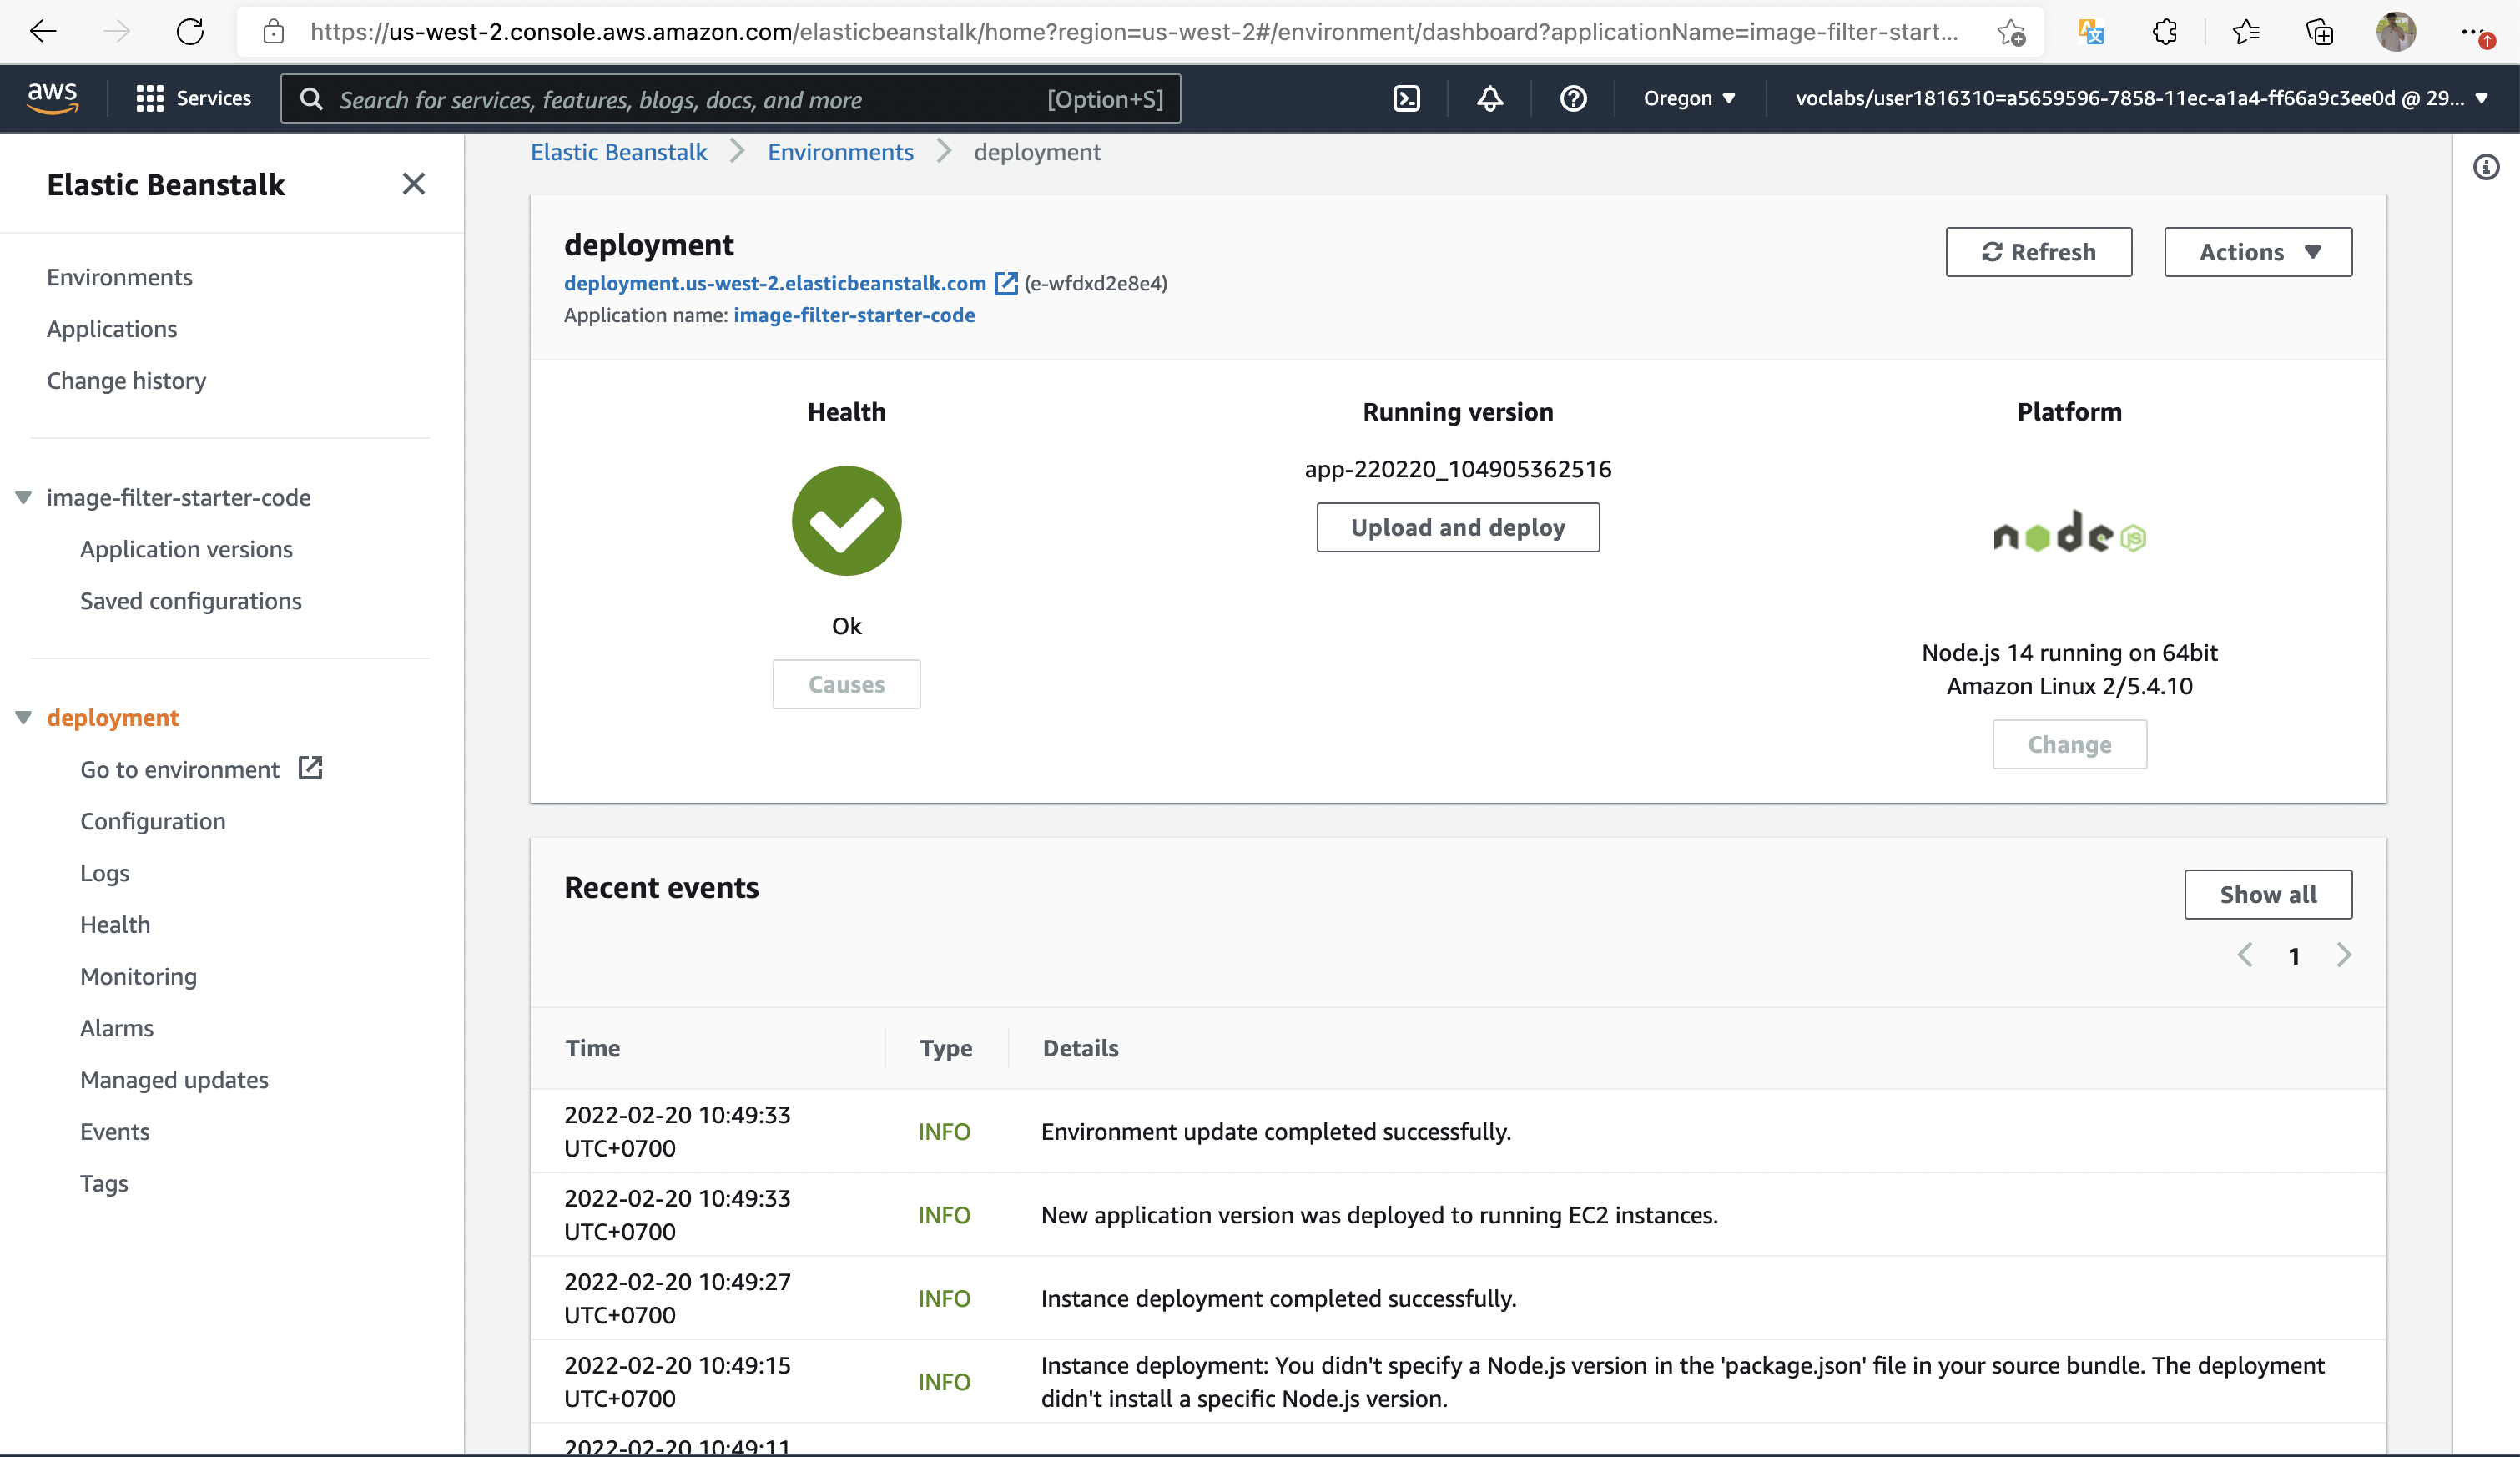 https://us-west-2.console.aws.amazon.com/elasticbeanstalk/home?region=us-west-2#/environment/dashboard?applicationName=image-filter-start...
aws
Services
Search for services, features, blogs, docs, and more
[Option+S]
Oregon
voclabs/user1816310=a5659596-7858-11ec-a1a4-ff66a9c3ee0d @ 29...
Elastic Beanstalk
Environments
Applications
Change history
image-filter-starter-code
Application versions
Saved configurations
deployment
Go to environment
Configuration
Logs
Health
Monitoring
Alarms
Managed updates
Events
Tags
Elastic Beanstalk
Environments
deployment
deployment
deployment.us-west-2.elasticbeanstalk.com (e-wfdxd2e8e4)
Application name: image-filter-starter-code
Refresh
Actions
Health
Ok
Causes
Running version
app-220220_104905362516
Upload and deploy
Platform
node JS
Node.js 14 running on 64bit
Amazon Linux 2/5.4.10
Change
Recent events
Show all
1
Time
Type
Details
2022-02-20 10:49:33
UTC+0700
INFO
Environment update completed successfully.
2022-02-20 10:49:33
UTC+0700
INFO
New application version was deployed to running EC2 instances.
2022-02-20 10:49:27
UTC+0700
INFO
Instance deployment completed successfully.
2022-02-20 10:49:15
UTC+0700
INFO
Instance deployment: You didn't specify a Node.js version in the 'package.json' file in your source bundle. The deployment
didn't install a specific Node.js version.
2022-02-20 10:49:11